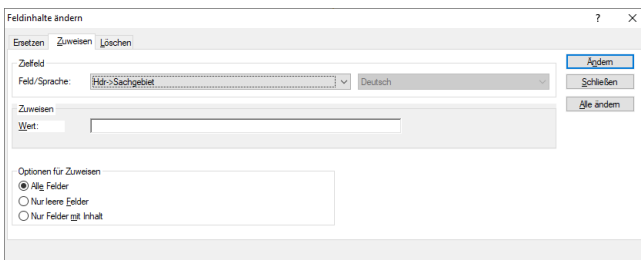 Feldinhalte ändern
Ersetzen Zuweisen Löschen
Zielfeld
Feld/Sprache: Hdr->Sachgebiet Deutsch
Ändern
Schließen
Alle ändern
Zuweisen
Wert:
Optionen für Zuweisen
Alle Felder
Nur leere Felder
Nur Felder mit Inhalt